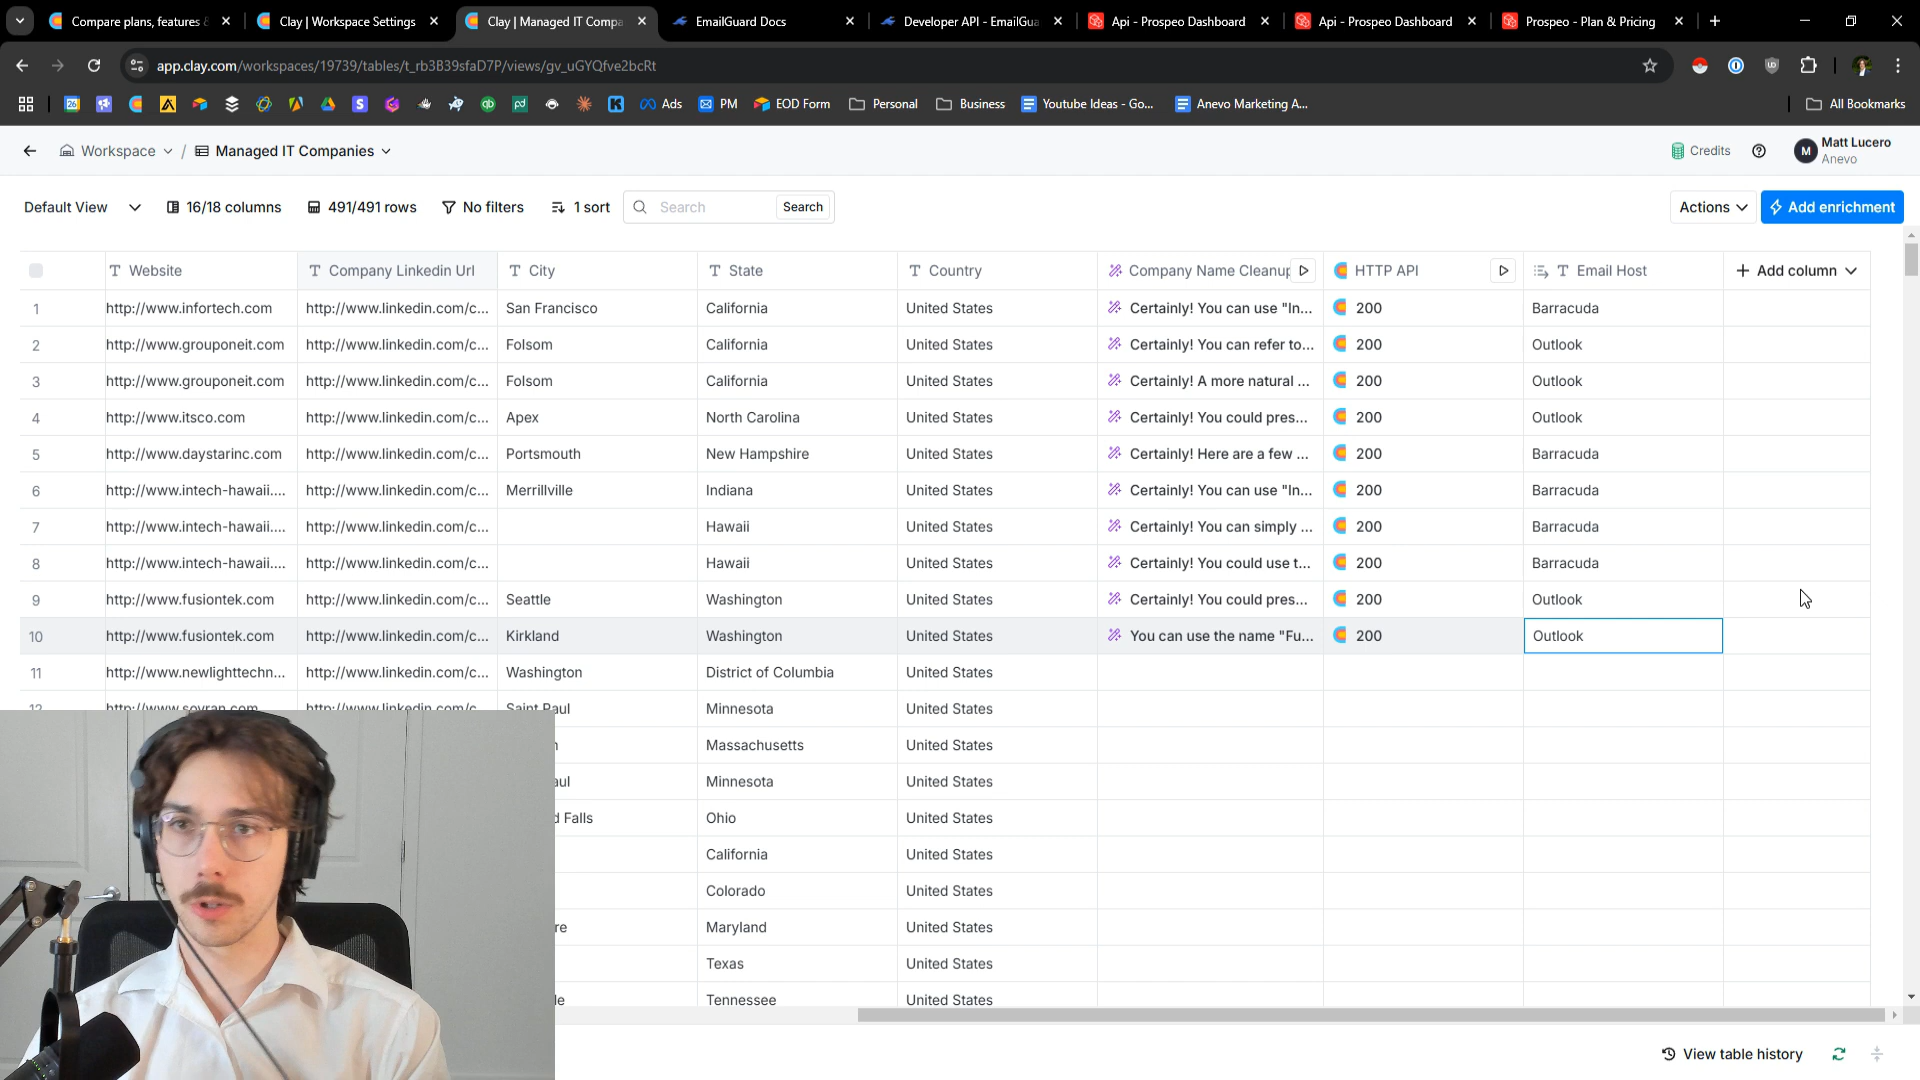 Compare plans, features &
Clay | Workspace Settings
Clay | Managed IT Compa
EmailGuard Docs
Developer API - EmailGua
Api - Prospeo Dashboard
Api - Prospeo Dashboard
Prospeo - Plan & Pricing
app.clay.com/workspaces/19739/tables/t_rb3B39sfaD7P/views/gv_uGYQfve2bcRt
Ads
PM
EOD Form
Personal
Business
Youtube Ideas - Go...
Anevo Marketing A...
All Bookmarks
Workspace / Managed IT Companies
Credits
M
Matt Lucero
Anevo
Default View
16/18 columns
491/491 rows
No filters
1 sort
Search
Search
Actions
Add enrichment
Website Company Linkedin Url City State Country Company Name Cleanup HTTP API Email Host + Add column
1 http://www.infortech.com http://www.linkedin.com/c... San Francisco California United States Certainly! You can use "In... 200 Barracuda
2 http://www.grouponeit.com http://www.linkedin.com/c... Folsom California United States Certainly! You can refer to... 200 Outlook
3 http://www.grouponeit.com http://www.linkedin.com/c... Folsom California United States Certainly! A more natural ... 200 Outlook
4 http://www.itsco.com http://www.linkedin.com/c... Apex North Carolina United States Certainly! You could pres... 200 Outlook
5 http://www.daystarinc.com http://www.linkedin.com/c... Portsmouth New Hampshire United States Certainly! Here are a few ... 200 Barracuda
6 http://www.intech-hawaii.... http://www.linkedin.com/c... Merrillville Indiana United States Certainly! You can use "In... 200 Barracuda
7 http://www.intech-hawaii.... http://www.linkedin.com/c... Hawaii United States Certainly! You can simply ... 200 Barracuda
8 http://www.intech-hawaii.... http://www.linkedin.com/c... Hawaii United States Certainly! You could use t... 200 Barracuda
9 http://www.fusiontek.com http://www.linkedin.com/c... Seattle Washington United States Certainly! You could pres... 200 Outlook
10 http://www.fusiontek.com http://www.linkedin.com/c... Kirkland Washington United States You can use the name "Fu... 200 Outlook
11 http://www.newlighttechn... http://www.linkedin.com/c... Washington District of Columbia United States
12 http://www.sovran.com http://www.linkedin.com/c... Saint Paul Minnesota United States
Massachusetts United States
aul Minnesota United States
d Falls Ohio United States
California United States
Colorado United States
re Maryland United States
Texas United States
le Tennessee United States
View table history